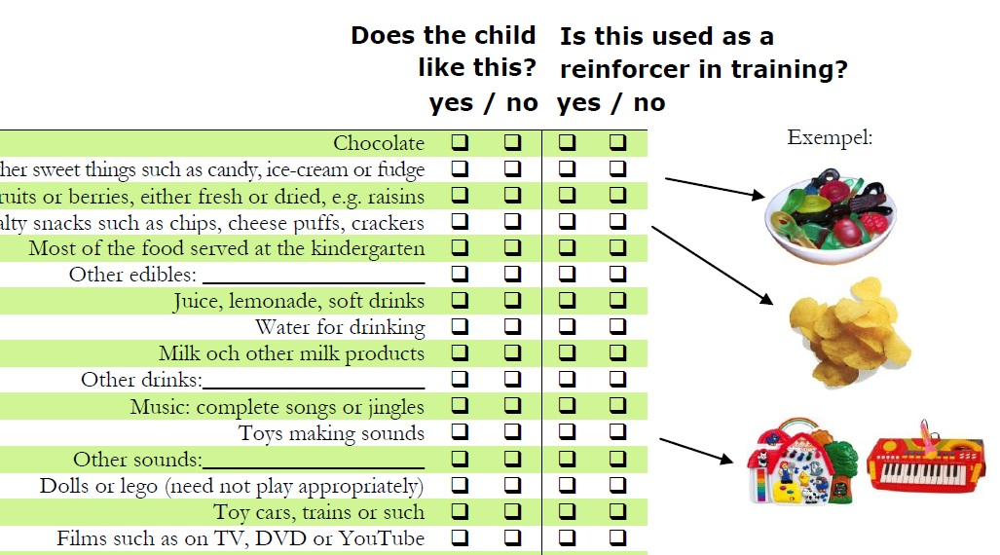 Does the child
like this?
yes / no
Is this used as a
reinforcer in training?
yes / no
Exempel:
Chocolate
her sweet things such as candy, ice-cream or fudge
ruits or berries, either fresh or dried, e.g. raisins
alty snacks such as chips, cheese puffs, crackers
Most of the food served at the kindergarten
Other edibles:
Juice, lemonade, soft drinks
Water for drinking
Milk och other milk products
Other drinks:
Music: complete songs or jingles
Toys making sounds
Other sounds:
Dolls or lego (need not play appropriately)
Toy cars, trains or such
Films such as on TV, DVD or YouTube